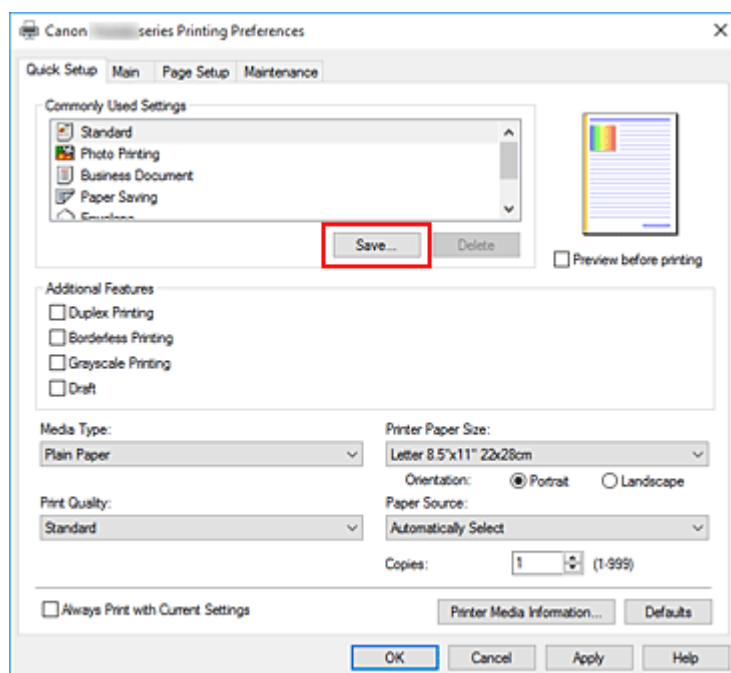 Canon series Printing Preferences
Quick Setup Main Page Setup Maintenance
Commonly Used Settings
Standard
Photo Printing
Business Document
Paper Saving
Envelope
Save... Delete
Preview before printing
Additional Features
Duplex Printing
Borderless Printing
Grayscale Printing
Draft
Media Type: Printer Paper Size:
Plain Paper Letter 8.5"x11" 22x28cm
Orientation: Portrait Landscape
Print Quality: Paper Source:
Standard Automatically Select
Copies: 1 (1-999)
Always Print with Current Settings Printer Media Information... Defaults
OK Cancel Apply Help